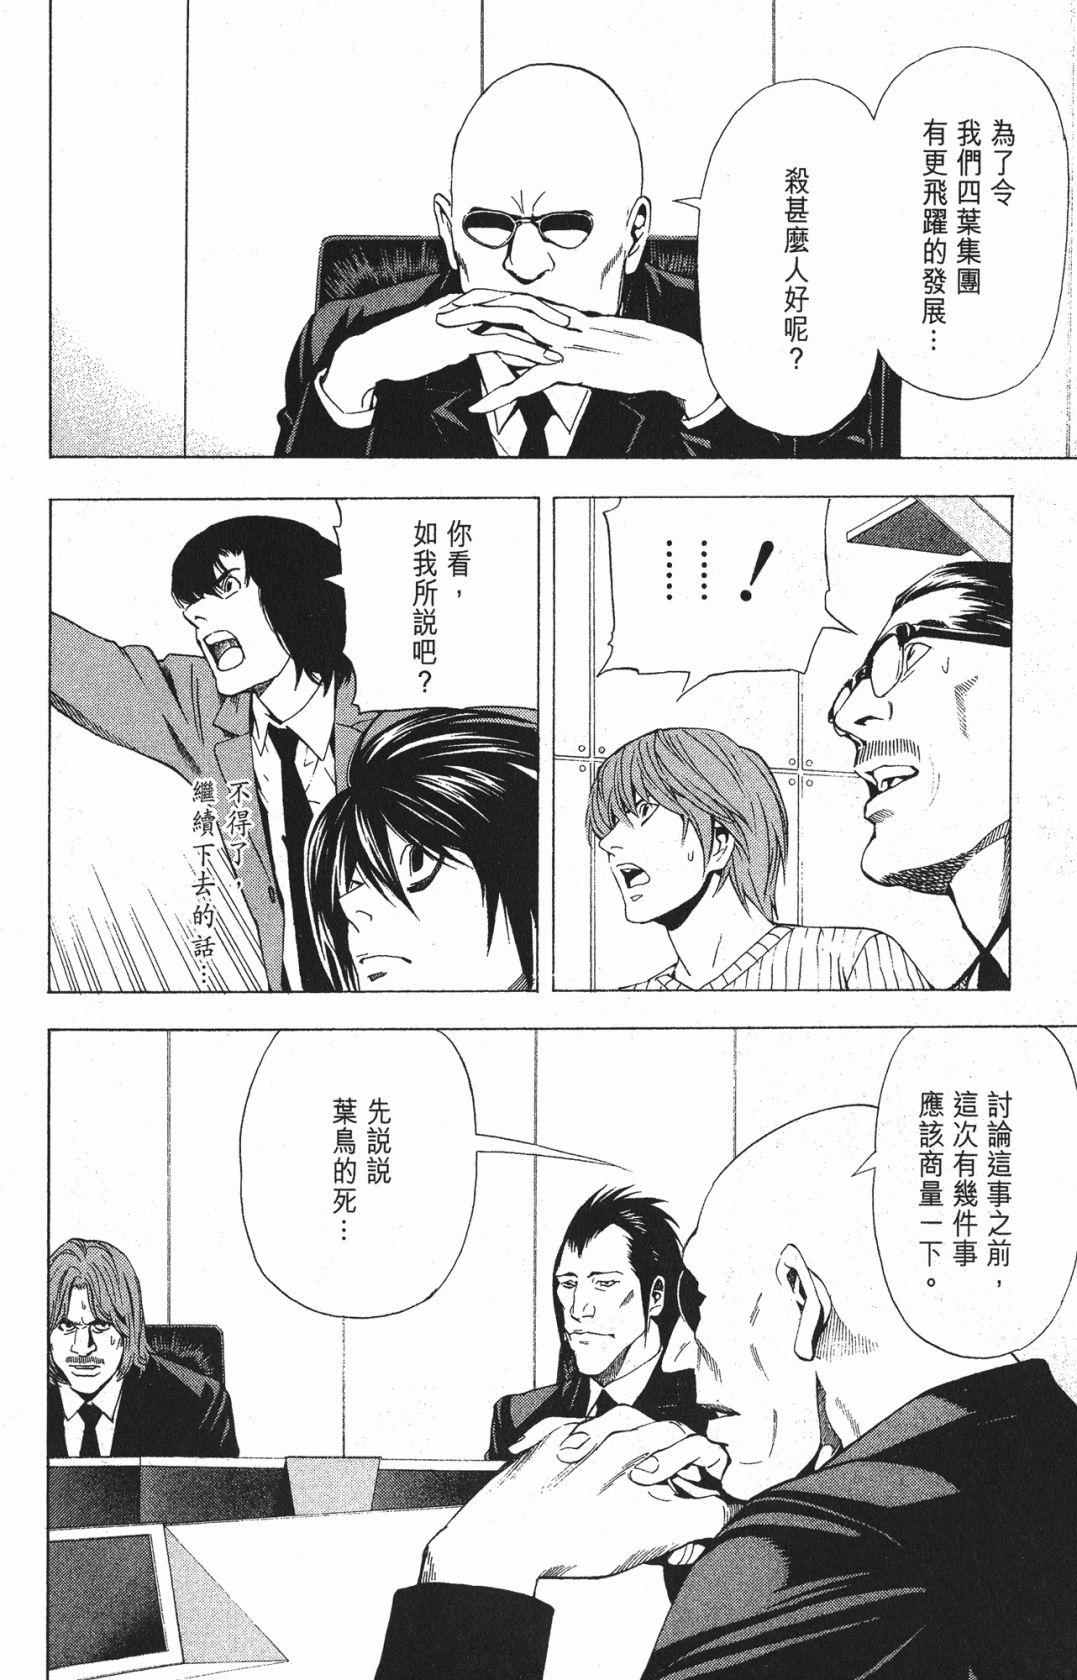 為了令
我們四葉集團
有更飛躍的發展…
殺甚麼人好呢？
！
……
……
你看，
如我所說吧？
不得了，
繼續下去的話…
討論這事之前，
這次有幾件事
應該商量一下。
先説説
葉鳥的死…